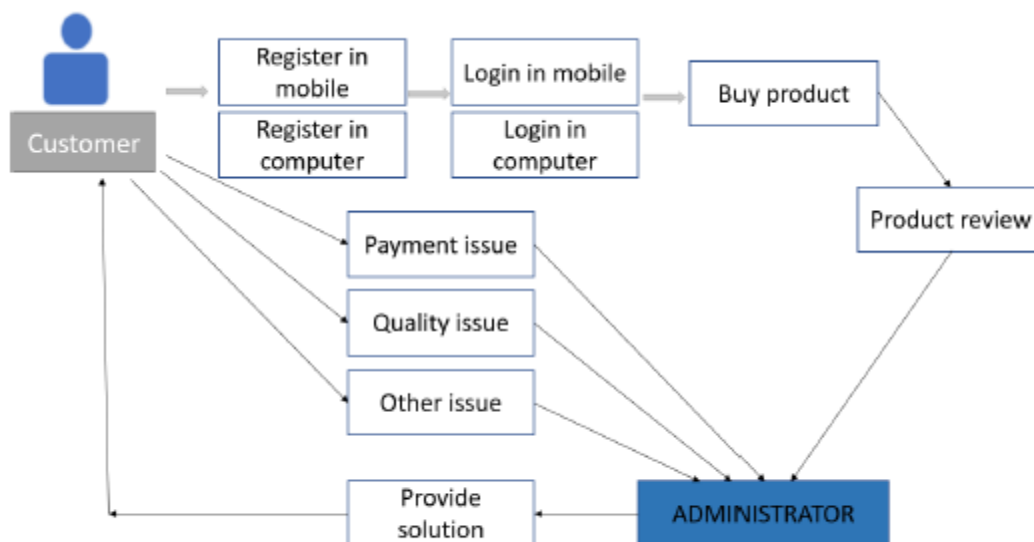 Customer
Register in
mobile
Register in
computer
Login in mobile
Login in
computer
Buy product
Product review
Payment issue
Quality issue
Other issue
Provide
solution
ADMINISTRATOR